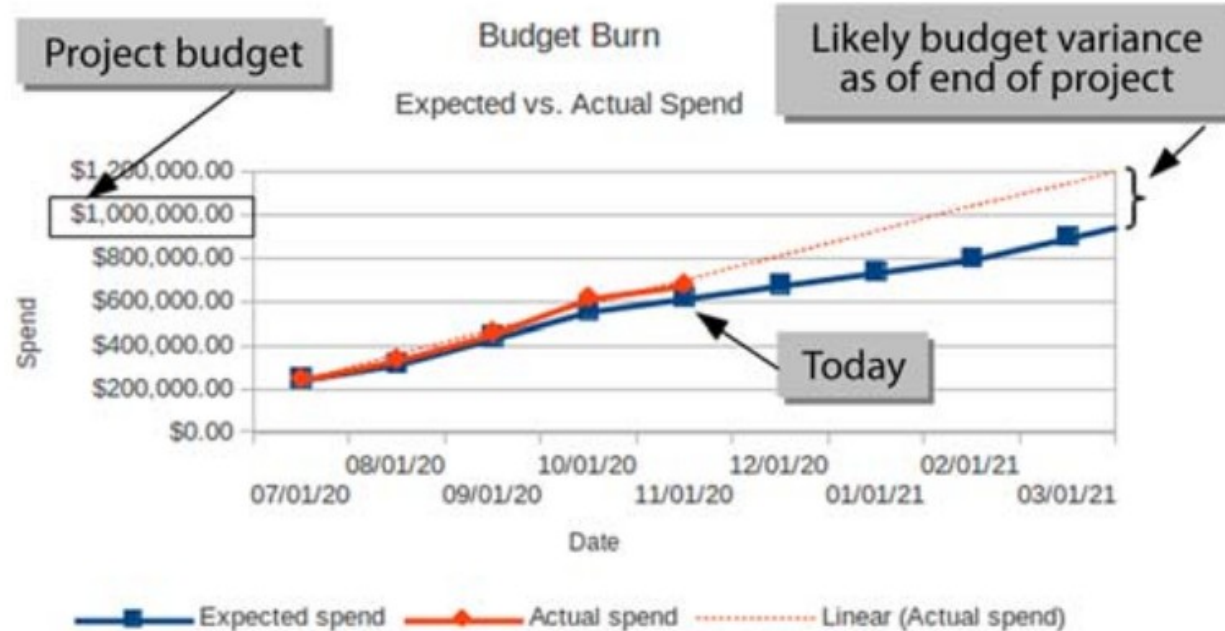 Project budget
Budget Burn
Likely budget variance
as of end of project
Expected vs. Actual Spend
$1,200,000.00
$1,000,000.00
$800,000.00
$600,000.00
$400,000.00
$200,000.00
$0.00
Spend
Today
08/01/20 10/01/20 12/01/20 02/01/21
07/01/20 09/01/20 11/01/20 01/01/21 03/01/21
Date
Expected spend Actual spend Linear (Actual spend)